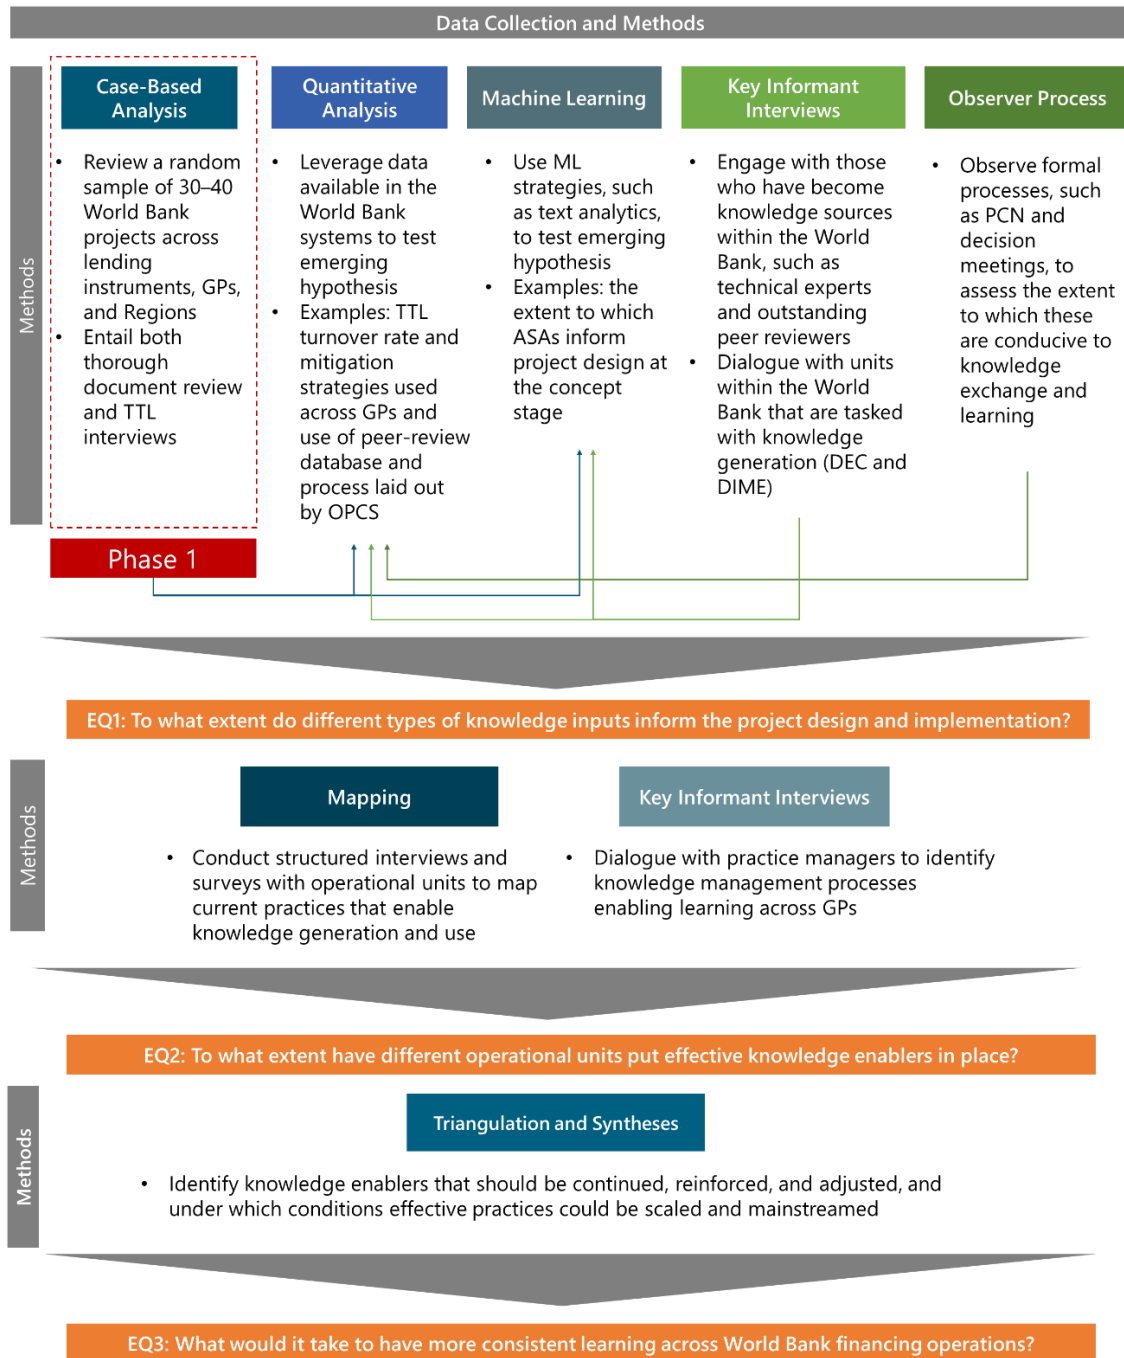 Data Collection and Methods
Methods
Case-Based
Analysis
• Review a random
sample of 30–40
World Bank
projects across
lending
instruments, GPs,
and Regions
• Entail both
thorough
document review
and TTL
interviews
Phase 1
Quantitative
Analysis
• Leverage data
available in the
World Bank
systems to test
emerging
hypothesis
• Examples: TTL
turnover rate and
mitigation
strategies used
across GPs and
use of peer-review
database and
process laid out
by OPCS
Machine Learning
• Use ML
strategies, such
as text analytics,
to test emerging
hypothesis
• Examples: the
extent to which
ASAs inform
project design at
the concept
stage
Key Informant
Interviews
• Engage with those
who have become
knowledge sources
within the World
Bank, such as
technical experts
and outstanding
peer reviewers
• Dialogue with units
within the World
Bank that are tasked
with knowledge
generation (DEC and
DIME)
Observer Process
• Observe formal
processes, such
as PCN and
decision
meetings, to
assess the extent
to which these
are conducive to
knowledge
exchange and
learning
EQ1: To what extent do different types of knowledge inputs inform the project design and implementation?
Methods
Mapping
• Conduct structured interviews and
surveys with operational units to map
current practices that enable
knowledge generation and use
Key Informant Interviews
• Dialogue with practice managers to identify
knowledge management processes
enabling learning across GPs
EQ2: To what extent have different operational units put effective knowledge enablers in place?
Methods
Triangulation and Syntheses
• Identify knowledge enablers that should be continued, reinforced, and adjusted, and
under which conditions effective practices could be scaled and mainstreamed
EQ3: What would it take to have more consistent learning across World Bank financing operations?